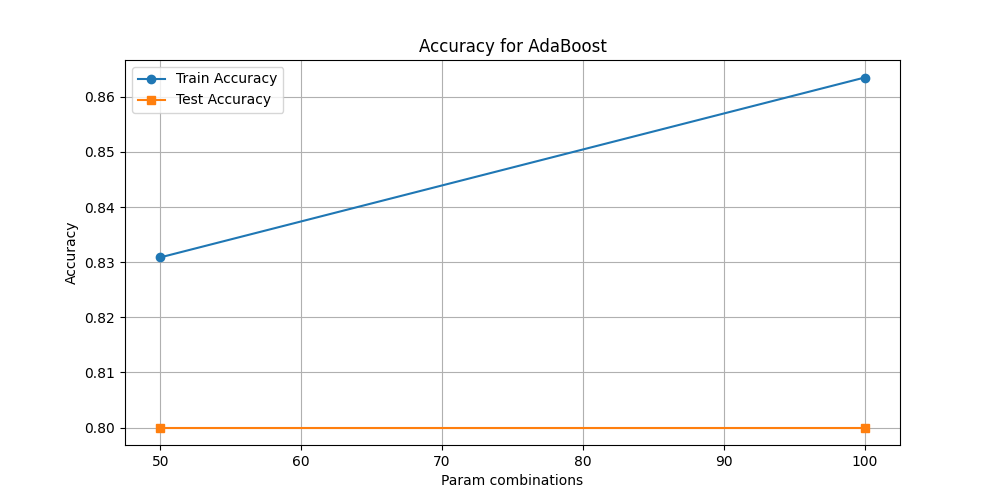 Accuracy for AdaBoost
Train Accuracy
Test Accuracy
0.86
0.85
0.84
0.83
0.82
0.81
0.80
Accuracy
50 60 70 80 90 100
Param combinations